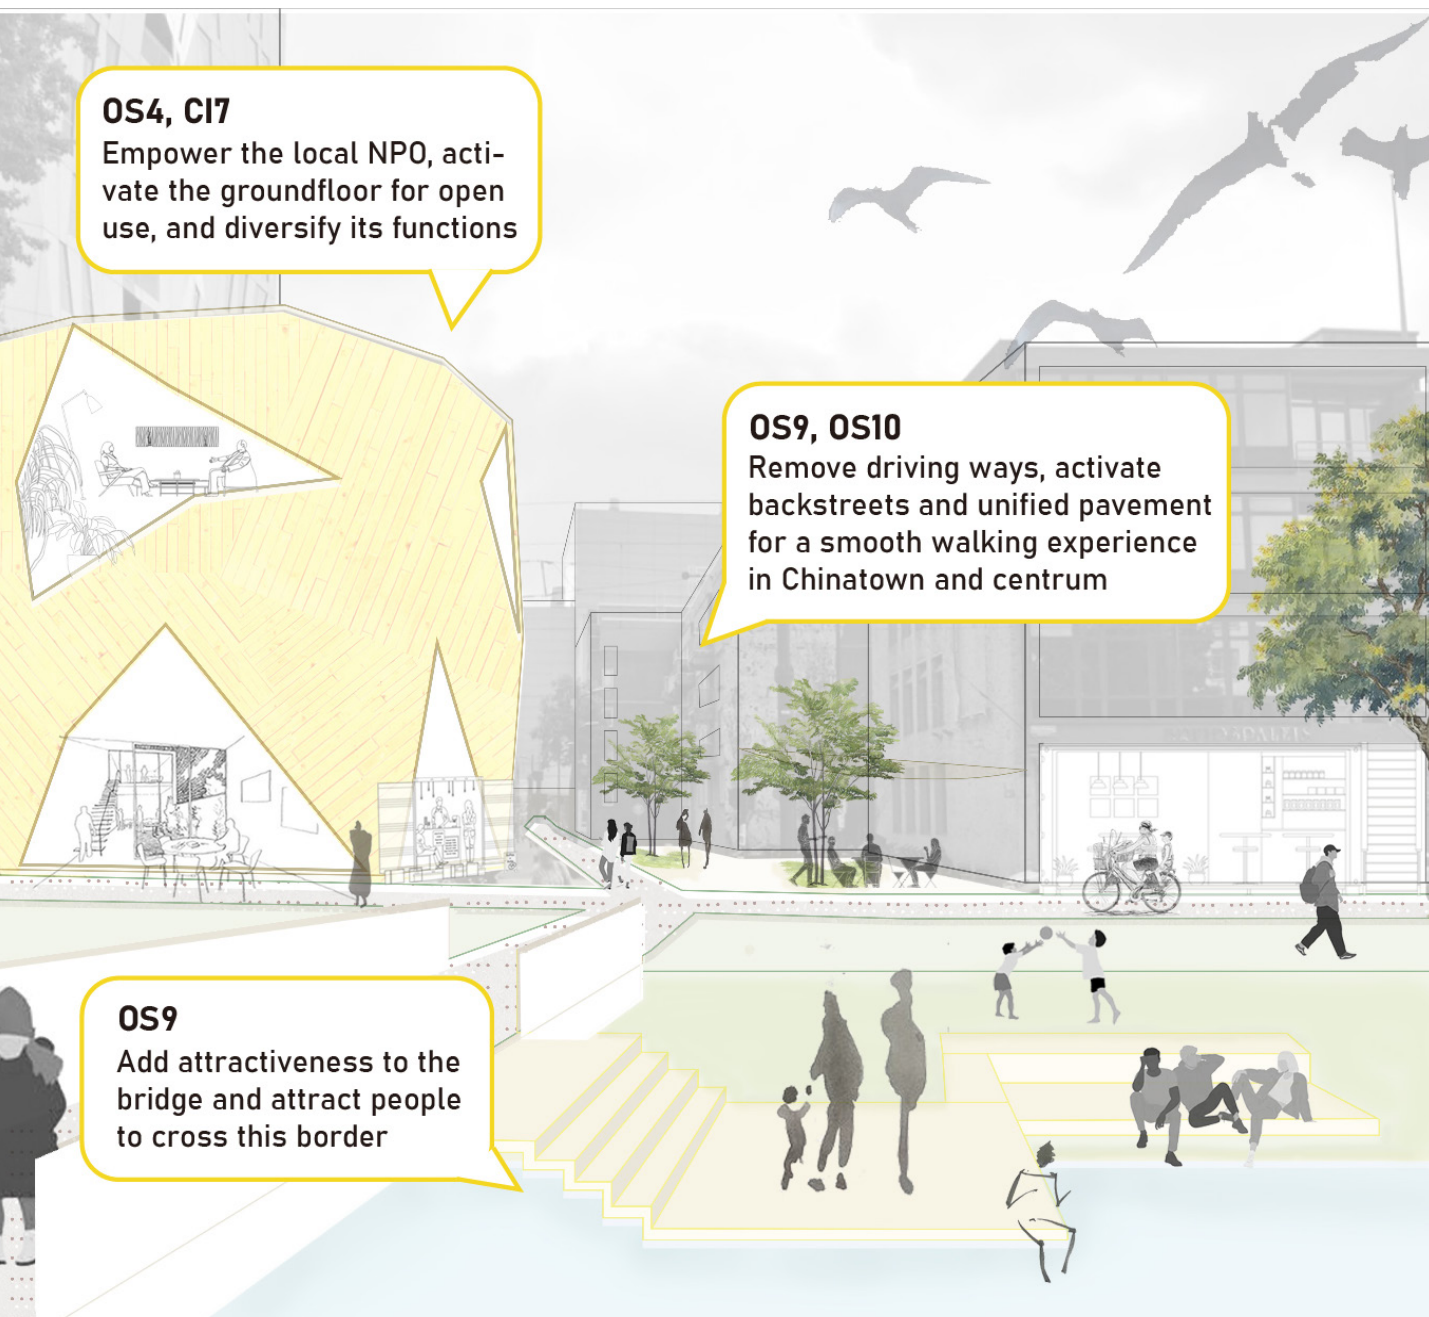 OS4, CI7
Empower the local NPO, acti-
vate the groundfloor for open
use, and diversify its functions
OS9, OS10
Remove driving ways, activate
backstreets and unified pavement
for a smooth walking experience
in Chinatown and centrum
OS9
Add attractiveness to the
bridge and attract people
to cross this border